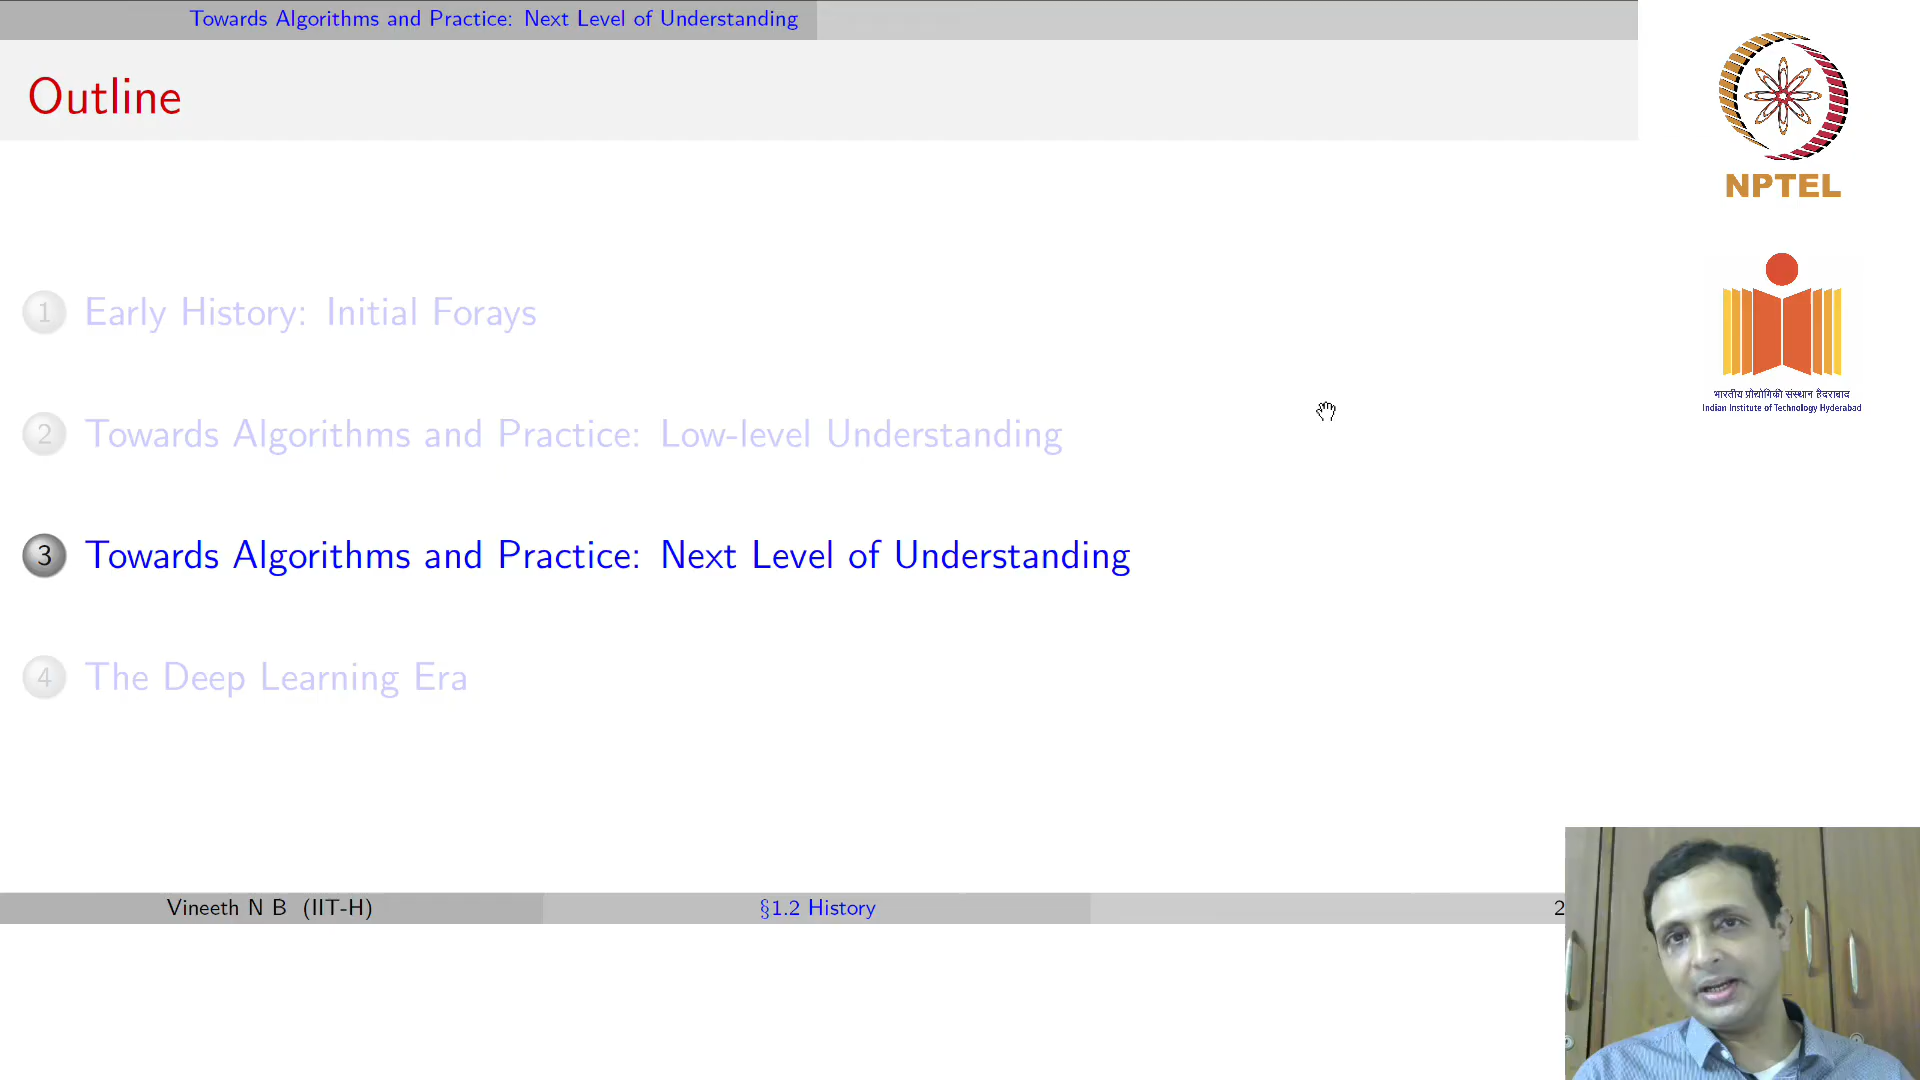 Towards Algorithms and Practice: Next Level of Understanding
Outline
NPTEL
भारतीय प्रौद्योगिकी संस्थान हैदराबाद
Indian Institute of Technology Hyderabad
1 Early History: Initial Forays
2 Towards Algorithms and Practice: Low-level Understanding
3 Towards Algorithms and Practice: Next Level of Understanding
4 The Deep Learning Era
Vineeth N B (IIT-H) §1.2 History 2